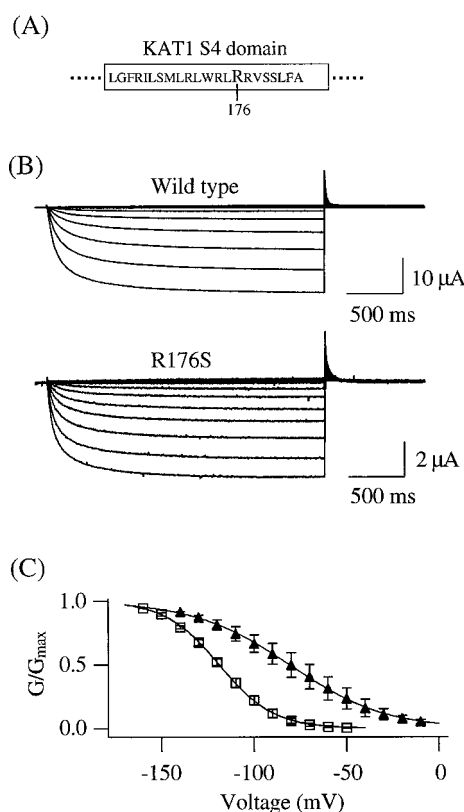 (A)
KAT1 S4 domain
LGFRILSMLRLWRLRRVSSLFA
176
(B)
Wild type
10 μA
500 ms
R176S
2 μA
500 ms
(C)
G/Gmax
1.0
0.5
0.0
-150 -100 -50 0
Voltage (mV)